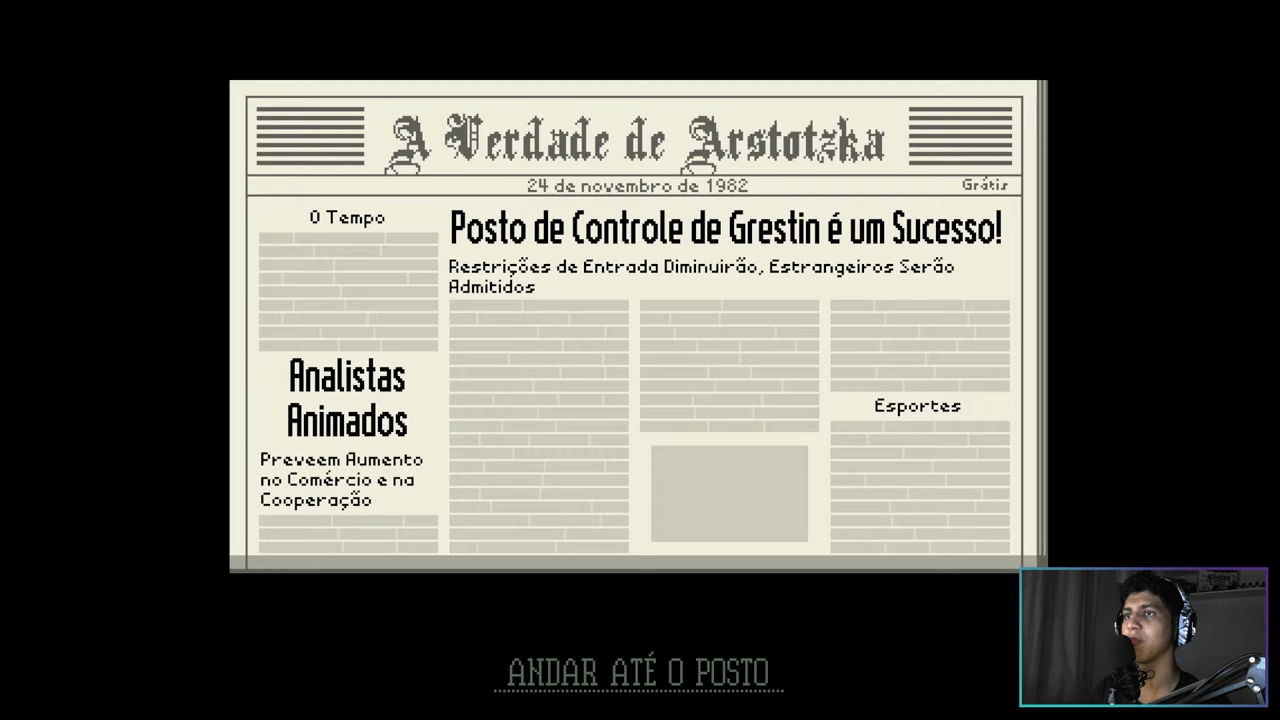 A Verdade de Arstotzka
24 de novembro de 1982
Grátis
O Tempo
Analistas
Animados
Preveem Aumento
no Comércio e na
Cooperação
Posto de Controle de Grestin é um Sucesso!
Restrições de Entrada Diminuirão, Estrangeiros Serão
Admitidos
Esportes
ANDAR ATÉ O POSTO